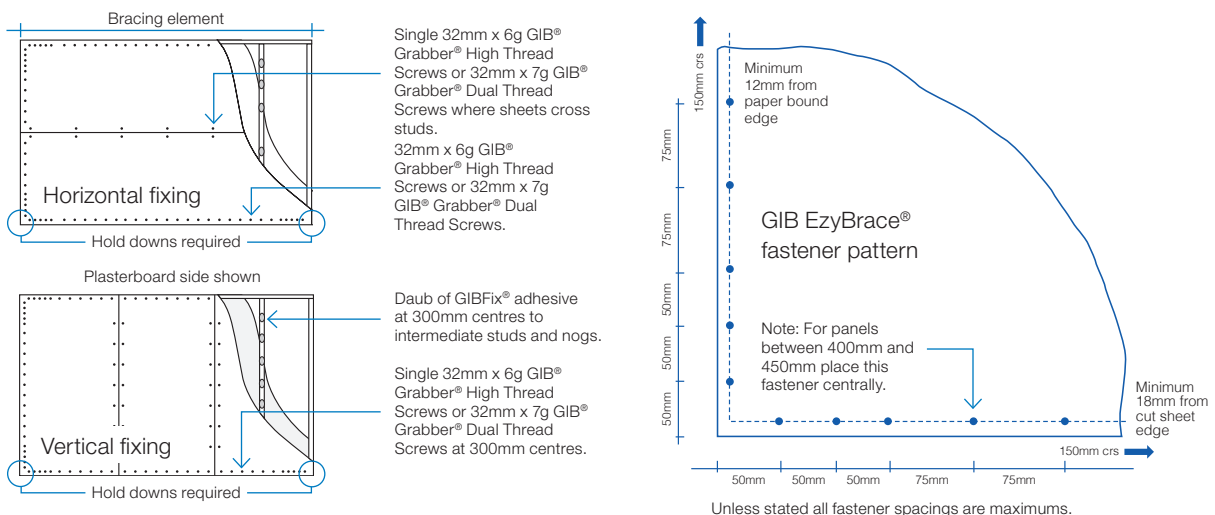 Bracing element
Single 32mm x 6g GIB®
Grabber® High Thread
Screws or 32mm x 7g GIB®
Grabber® Dual Thread
Screws where sheets cross
studs.
32mm x 6g GIB®
Grabber® High Thread
Screws or 32mm x 7g
GIB® Grabber® Dual
Thread Screws.
Horizontal fixing
Hold downs required
Plasterboard side shown
Daub of GIBFix® adhesive
at 300mm centres to
intermediate studs and nogs.
Single 32mm x 6g GIB®
Grabber® High Thread
Screws or 32mm x 7g GIB®
Grabber® Dual Thread
Screws at 300mm centres.
Vertical fixing
Hold downs required
150mm crs
Minimum
12mm from
paper bound
edge
75mm
75mm
50mm
50mm
50mm
GIB EzyBrace®
fastener pattern
Note: For panels
between 400mm and
450mm place this
fastener centrally.
Minimum
18mm from
cut sheet
edge
150mm crs
50mm
50mm
50mm
75mm
75mm
Unless stated all fastener spacings are maximums.